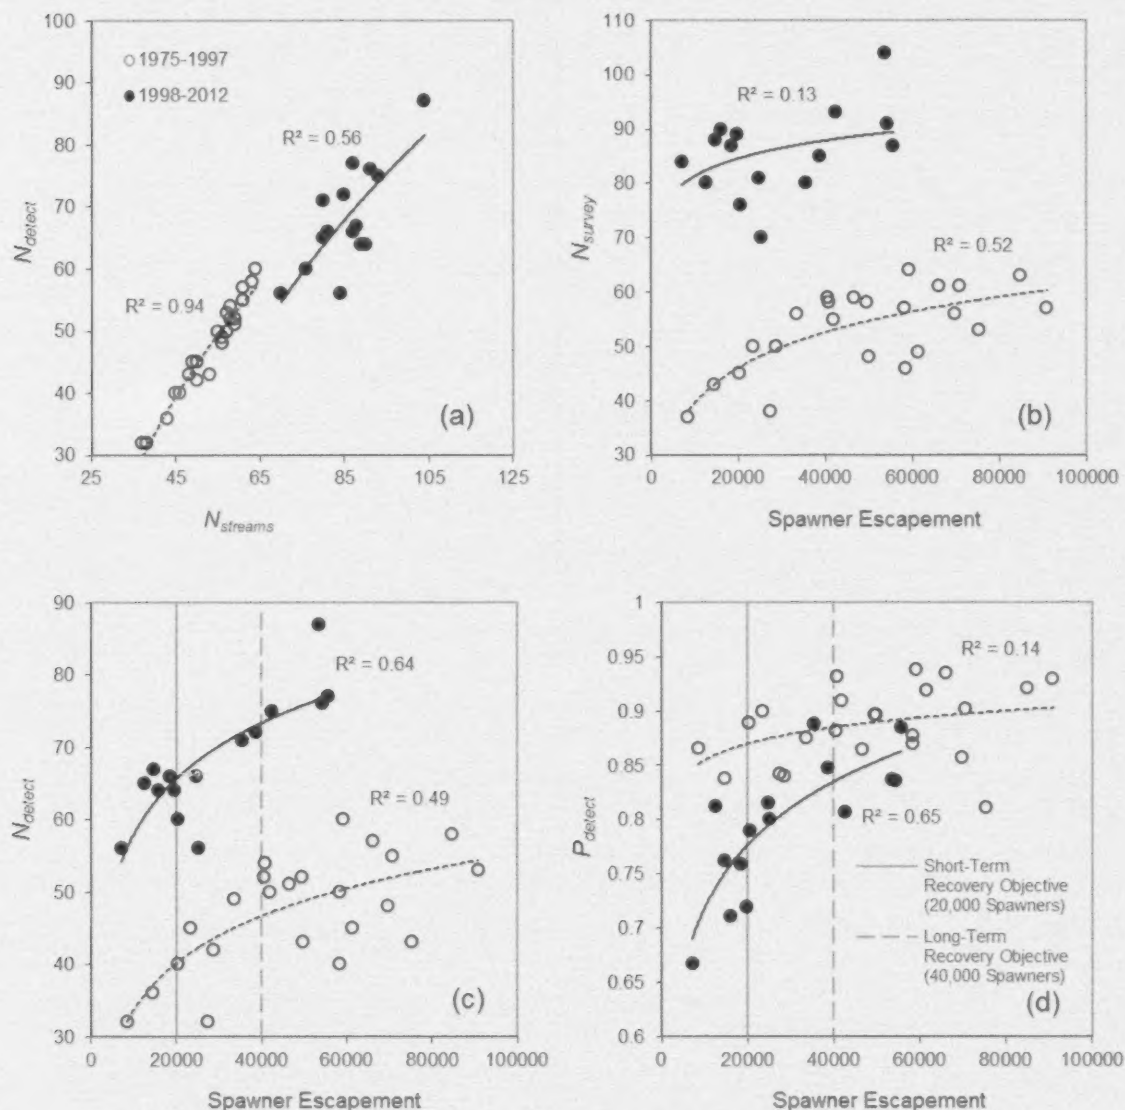 100
90
80
70
60
50
40
30
N_detect
○ 1975-1997
● 1998-2012
R² = 0.56
R² = 0.94
(a)
25 45 65 85 105 125
N_streams
100
90
80
70
60
50
40
30
N_survey
R² = 0.13
R² = 0.52
(b)
0 20000 40000 60000 80000 100000
Spawner Escapement
90
80
70
60
50
40
30
N_detect
R² = 0.64
R² = 0.49
(c)
0 20000 40000 60000 80000 100000
Spawner Escapement
1
0.95
0.9
0.85
0.8
0.75
0.7
0.65
0.6
P_detect
R² = 0.14
R² = 0.65
Short-Term
Recovery Objective
(20,000 Spawners)
Long-Term
Recovery Objective
(40,000 Spawners)
(d)
0 20000 40000 60000 80000 100000
Spawner Escapement